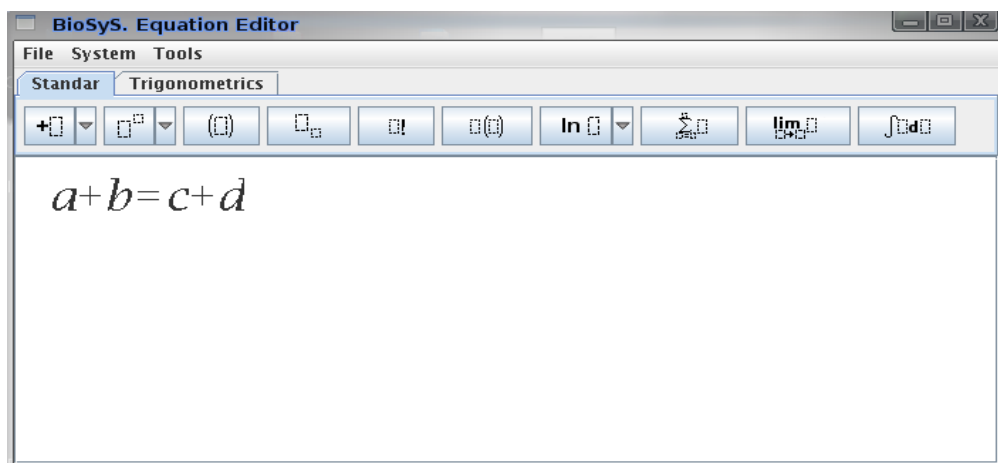 BioSyS. Equation Editor
File System Tools
Standar Trigonometrics
+ () ! () ln ∑ lim ∫d
a+b=c+d